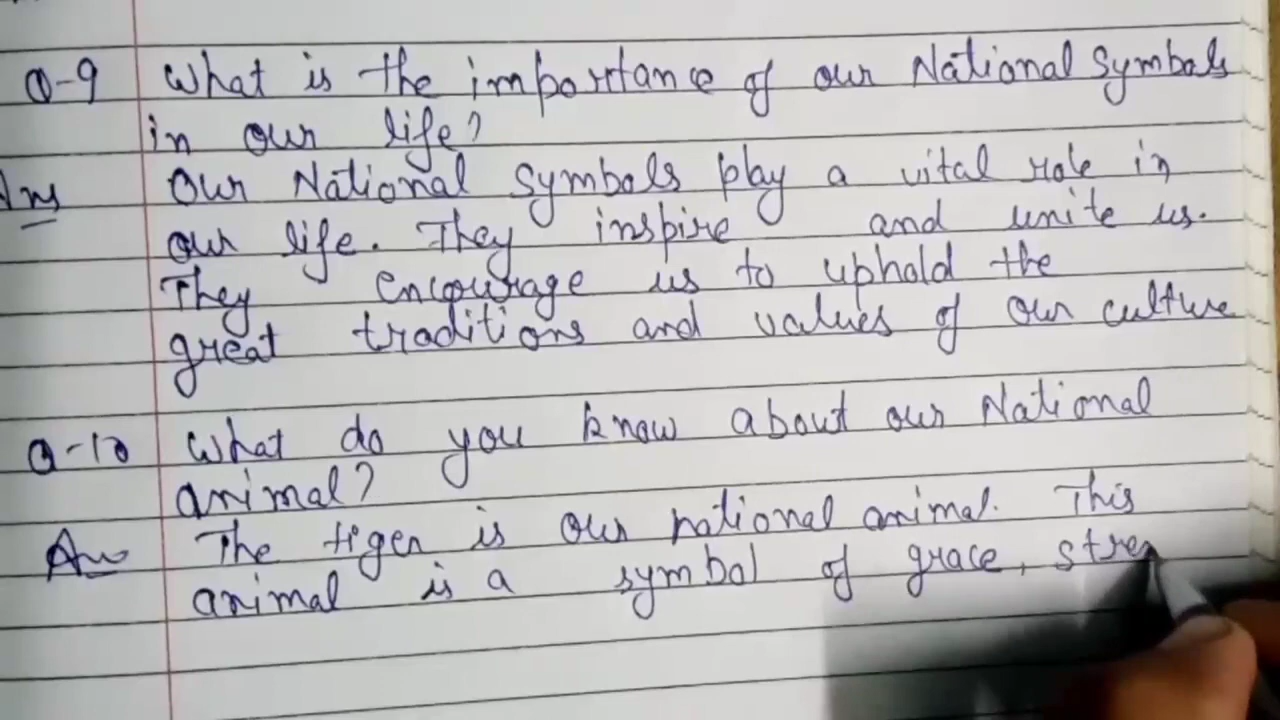 Q-9 What is the importance of our National Symbols
in our life?
Ans Our National Symbols play a vital role in
our life. They inspire and unite us.
They encourage us to uphold the
great traditions and values of our culture
Q-10 What do you know about our National
animal?
An The tiger is our national animal. This
animal is a symbol of grace, stren